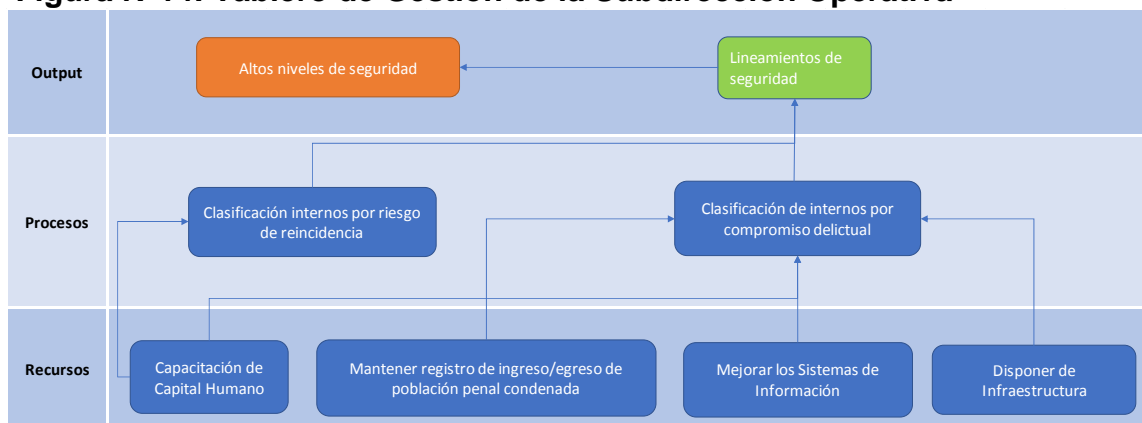 Output
Altos niveles de seguridad
Lineamientos de
seguridad
Procesos
Clasificación internos por riesgo
de reincidencia
Clasificación de internos por
compromiso delictual
Recursos
Capacitación de
Capital Humano
Mantener registro de ingreso/egreso de
población penal condenada
Mejorar los Sistemas de
Información
Disponer de
Infraestructura